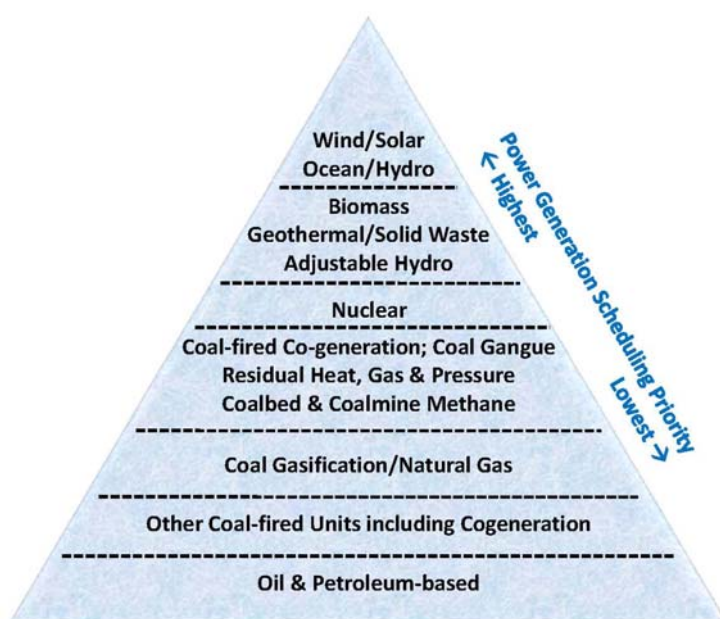 Wind/Solar
Ocean/Hydro
Biomass
Geothermal/Solid Waste
Adjustable Hydro
Nuclear
Coal-fired Co-generation; Coal Gangue
Residual Heat, Gas & Pressure
Coalbed & Coalmine Methane
Coal Gasification/Natural Gas
Other Coal-fired Units including Cogeneration
Oil & Petroleum-based
Power Generation Scheduling Priority
← Highest
Lowest →